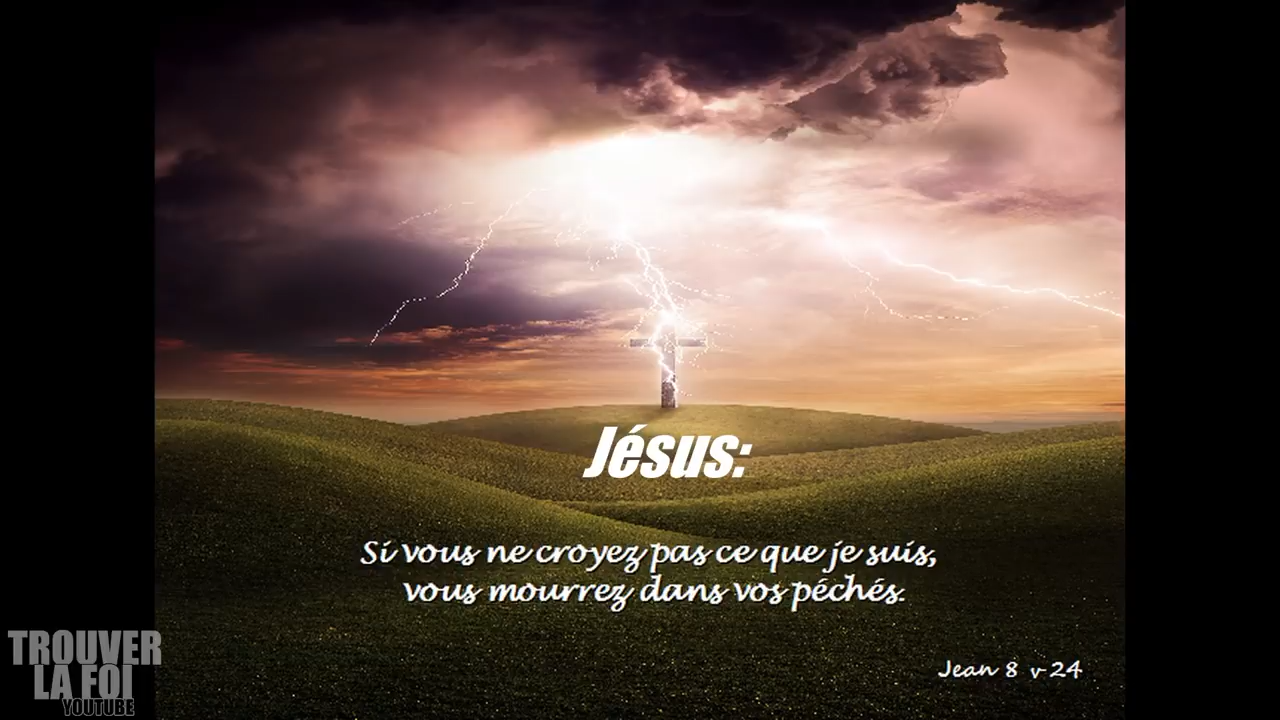 Jésus:
Si vous ne croyez pas ce que je suis,
vous mourrez dans vos péchés.
Jean 8 v 24
TROUVER
LA FOI
YOUTUBE